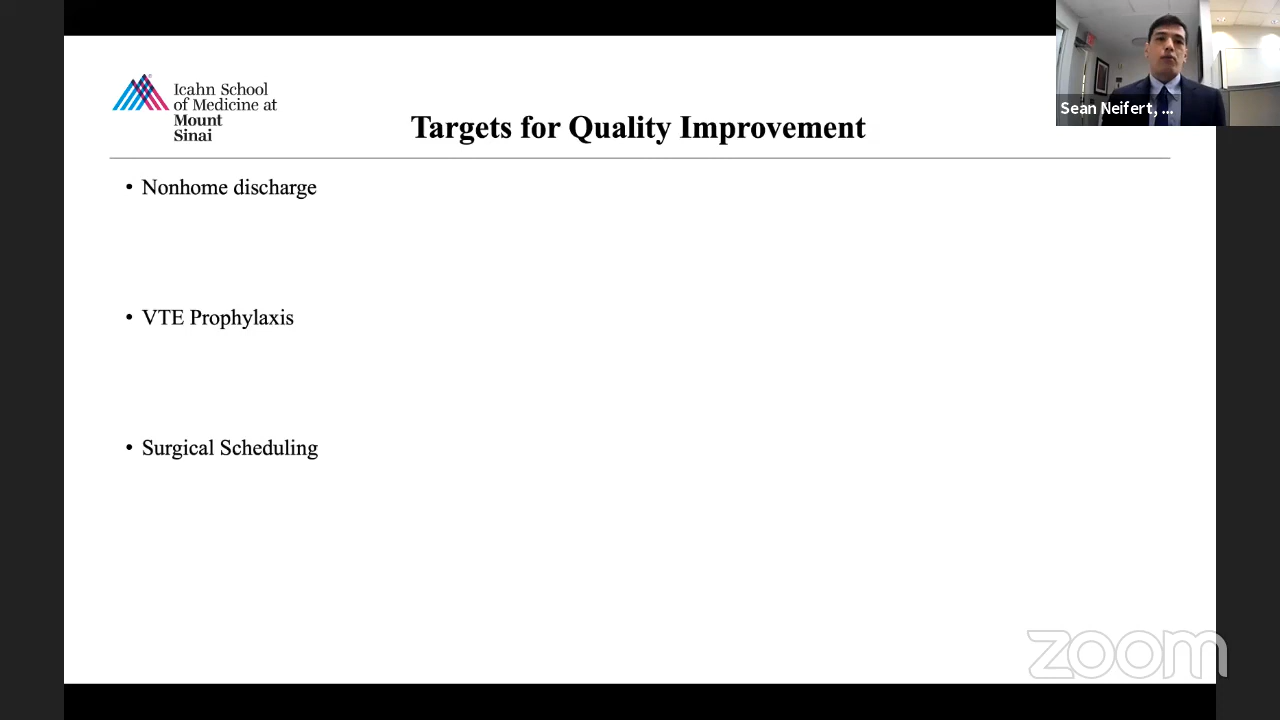 Icahn School
of Medicine at
Mount
Sinai
Targets for Quality Improvement
Sean Neifert, ...
• Nonhome discharge
• VTE Prophylaxis
• Surgical Scheduling
zoom